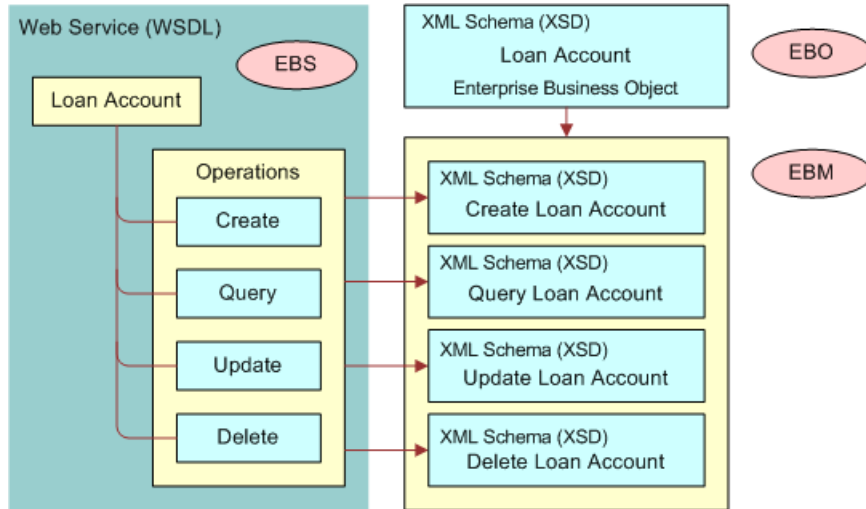 Web Service (WSDL)
EBS
Loan Account
Operations
Create
Query
Update
Delete
XML Schema (XSD)
Loan Account
Enterprise Business Object
EBO
EBM
XML Schema (XSD)
Create Loan Account
XML Schema (XSD)
Query Loan Account
XML Schema (XSD)
Update Loan Account
XML Schema (XSD)
Delete Loan Account